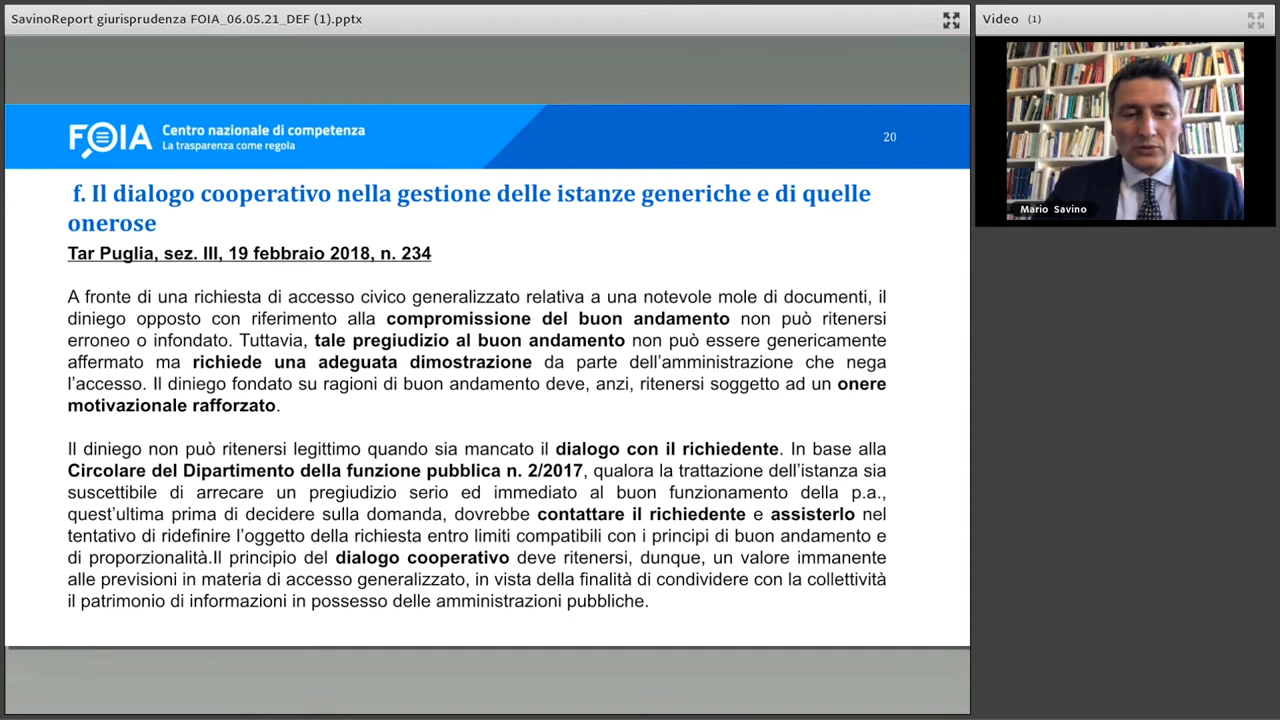 SavinoReport giurisprudenza FOIA_06.05.21_DEF (1).pptx
Video (1)
FOIA
Centro nazionale di competenza
La trasparenza come regola
20
f. Il dialogo cooperativo nella gestione delle istanze generiche e di quelle
onerose
Tar Puglia, sez. III, 19 febbraio 2018, n. 234
A fronte di una richiesta di accesso civico generalizzato relativa a una notevole mole di documenti, il
diniego opposto con riferimento alla compromissione del buon andamento non può ritenersi
erroneo o infondato. Tuttavia, tale pregiudizio al buon andamento non può essere genericamente
affermato ma richiede una adeguata dimostrazione da parte dell'amministrazione che nega
l'accesso. Il diniego fondato su ragioni di buon andamento deve, anzi, ritenersi soggetto ad un onere
motivazionale rafforzato.
Il diniego non può ritenersi legittimo quando sia mancato il dialogo con il richiedente. In base alla
Circolare del Dipartimento della funzione pubblica n. 2/2017, qualora la trattazione dell'istanza sia
suscettibile di arrecare un pregiudizio serio ed immediato al buon funzionamento della p.a.,
quest'ultima prima di decidere sulla domanda, dovrebbe contattare il richiedente e assisterlo nel
tentativo di ridefinire l'oggetto della richiesta entro limiti compatibili con i principi di buon andamento e
di proporzionalità.Il principio del dialogo cooperativo deve ritenersi, dunque, un valore immanente
alle previsioni in materia di accesso generalizzato, in vista della finalità di condividere con la collettività
il patrimonio di informazioni in possesso delle amministrazioni pubbliche.
Mario Savino